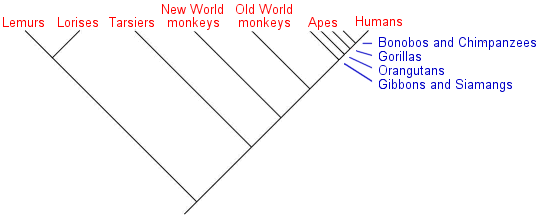 Lemurs
Lorises
Tarsiers
New World
monkeys
Old World
monkeys
Apes
Humans
Bonobos and Chimpanzees
Gorillas
Orangutans
Gibbons and Siamangs